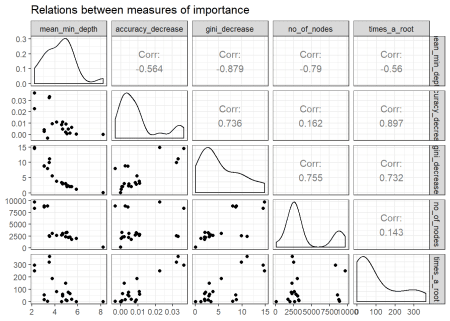 Relations between measures of importance
mean_min_depth accuracy_decrease gini_decrease no_of_nodes times_a_root
0.3
0.2
0.1
0.0
Corr:
-0.564
Corr:
-0.879
Corr:
-0.79
Corr:
-0.56
0.03
0.02
0.01
0.00
Corr:
0.736
Corr:
0.162
Corr:
0.897
15
10
5
0
Corr:
0.755
Corr:
0.732
gini_decrease
10000
7500
5000
2500
Corr:
0.143
no_of_nodes
300
200
100
0
times_a_root
2 4 6 8
0.00 0.01 0.02 0.03
0 5 10 15
0 2500 5000 7500 10000
0 100 200 300